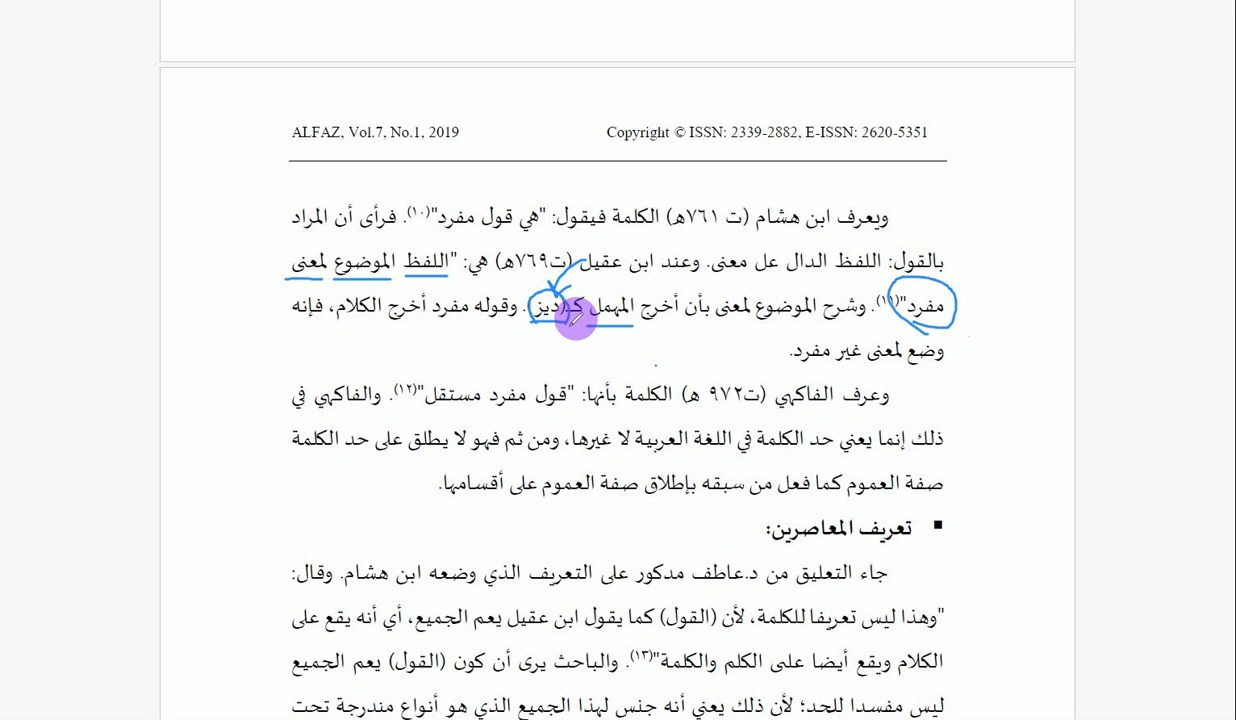 ALFAZ, Vol.7, No.1, 2019 Copyright © ISSN: 2339-2882, E-ISSN: 2620-5351
ويعرف ابن هشام (ت ٧٦١هـ) الكلمة فيقول: "هي قول مفرد"(١٠). فرأى أن المراد
بالقول: اللفظ الدال عل معنى. وعند ابن عقيل (ت٧٦٩هـ) هي: "اللفظ الموضوع لمعنى
مفرد"(١١). وشرح الموضوع لمعنى بأن أخرج المهمل كـ(ديز). وقوله مفرد أخرج الكلام، فإنه
وضع لمعنى غير مفرد.
وعرف الفاكهي (ت٩٧٢ هـ) الكلمة بأنها: "قول مفرد مستقل"(١٢). والفاكهي في
ذلك إنما يعني حد الكلمة في اللغة العربية لا غيرها، ومن ثم فهو لا يطلق على حد الكلمة
صفة العموم كما فعل من سبقه بإطلاق صفة العموم على أقسامها.
▪ تعريف المعاصرين:
جاء التعليق من د.عاطف مدكور على التعريف الذي وضعه ابن هشام. وقال:
"وهذا ليس تعريفا للكلمة، لأن (القول) كما يقول ابن عقيل يعم الجميع، أي أنه يقع على
الكلام ويقع أيضا على الكلم والكلمة"(١٣). والباحث يرى أن كون (القول) يعم الجميع
ليس مفسدا للحد؛ لأن ذلك يعني أنه جنس لهذا الجميع الذي هو أنواع مندرجة تحت